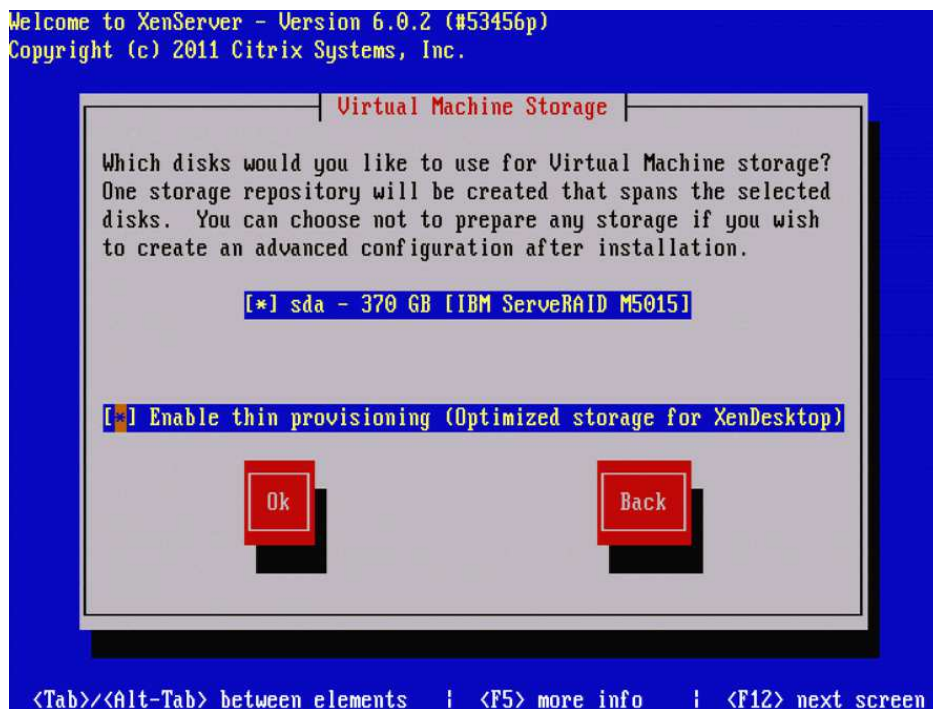 Welcome to XenServer - Version 6.0.2 (#53456p)
Copyright (c) 2011 Citrix Systems, Inc.
Virtual Machine Storage
Which disks would you like to use for Virtual Machine storage?
One storage repository will be created that spans the selected
disks.  You can choose not to prepare any storage if you wish
to create an advanced configuration after installation.
[*] sda - 370 GB [IBM ServeRAID M5015]
[*] Enable thin provisioning (Optimized storage for XenDesktop)
Ok Back
<Tab>/<Alt-Tab> between elements | <F5> more info | <F12> next screen